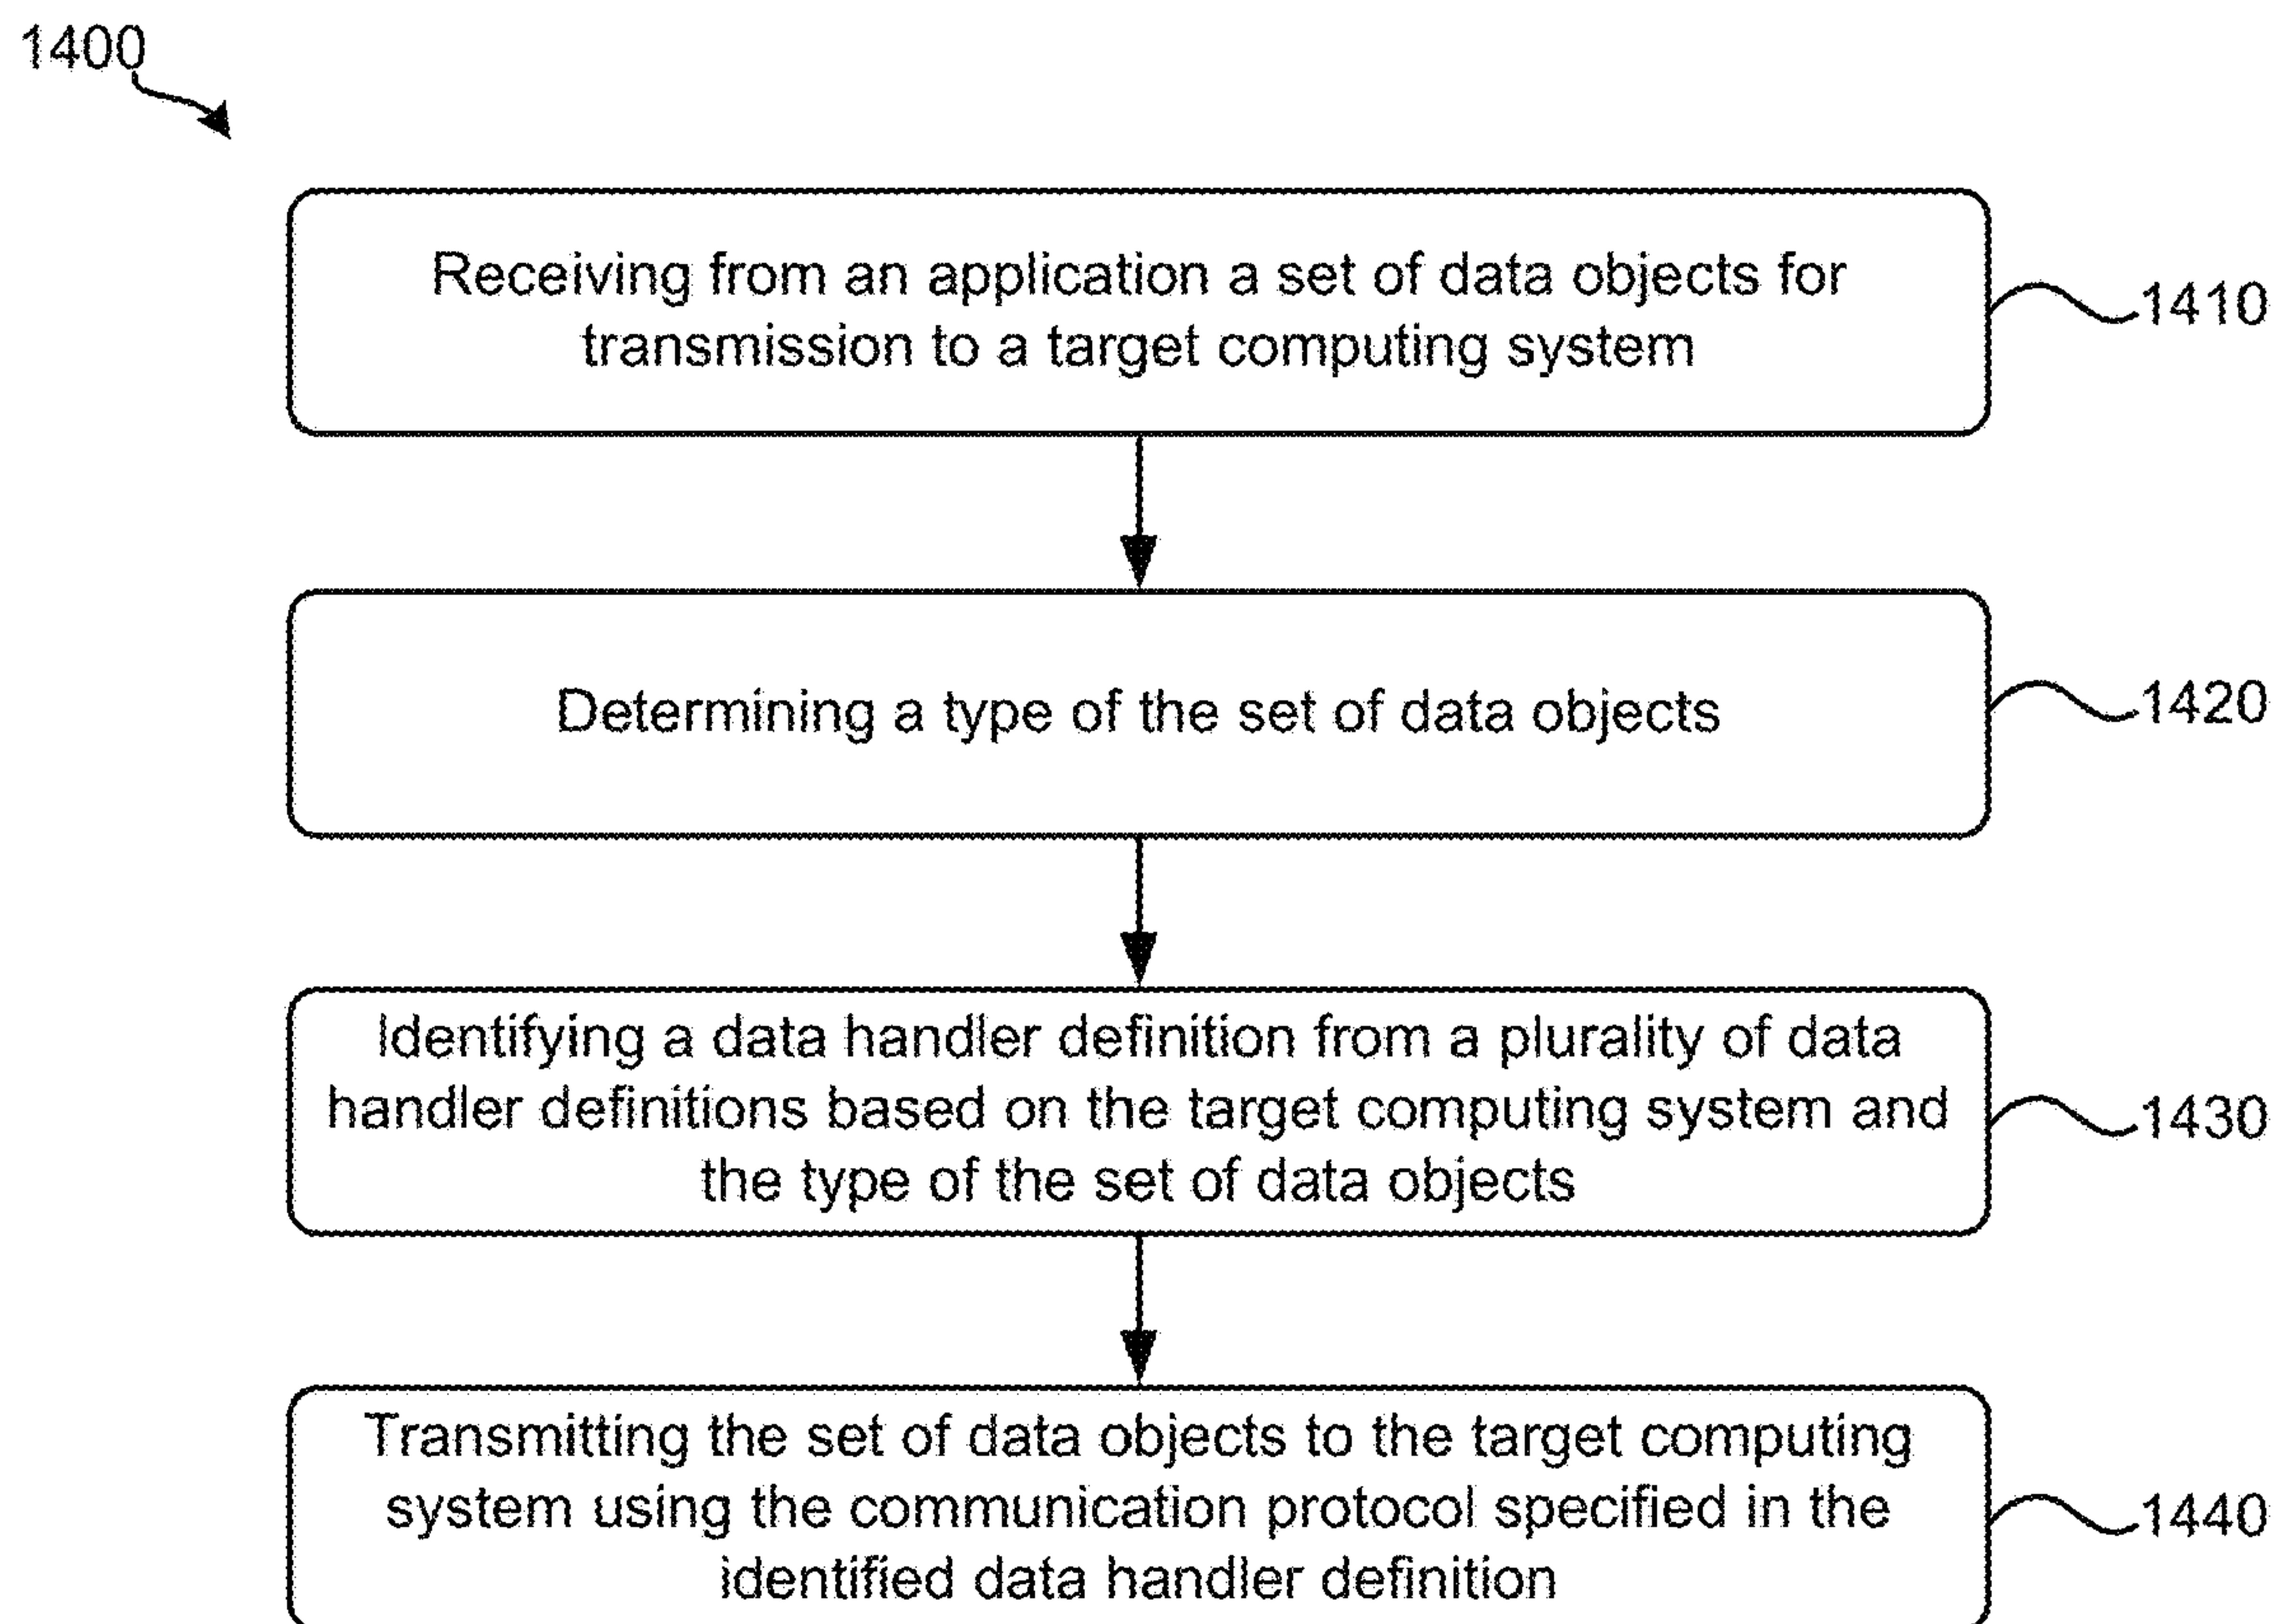 1400
Receiving from an application a set of data objects for
transmission to a target computing system
1410
Determining a type of the set of data objects
1420
Identifying a data handler definition from a plurality of data
handler definitions based on the target computing system and
the type of the set of data objects
1430
Transmitting the set of data objects to the target computing
system using the communication protocol specified in the
identified data handler definition
1440